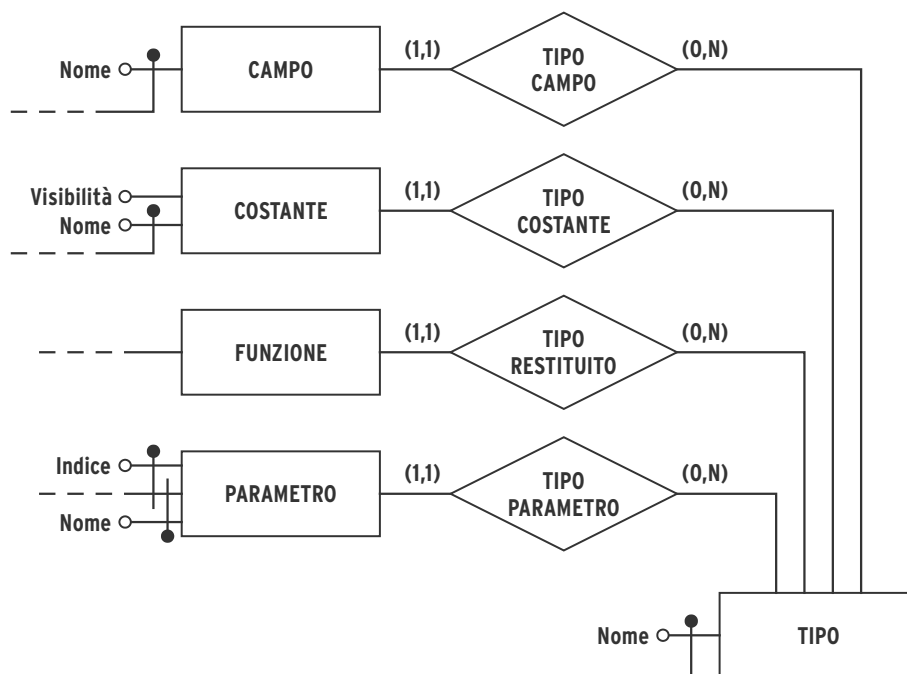 Nome
CAMPO
(1,1)
TIPO
CAMPO
(0,N)
Visibilità
Nome
COSTANTE
(1,1)
TIPO
COSTANTE
(0,N)
FUNZIONE
(1,1)
TIPO
RESTITUITO
(0,N)
Indice
Nome
PARAMETRO
(1,1)
TIPO
PARAMETRO
(0,N)
Nome
TIPO